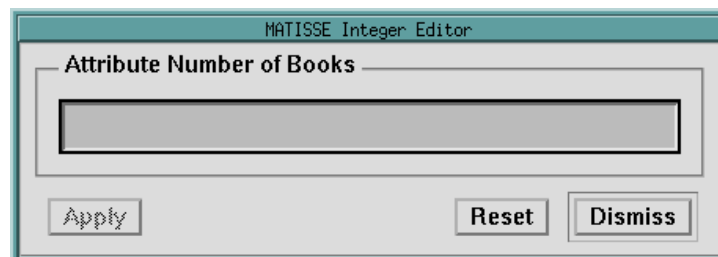 MATISSE Integer Editor
Attribute Number of Books
Apply Reset Dismiss